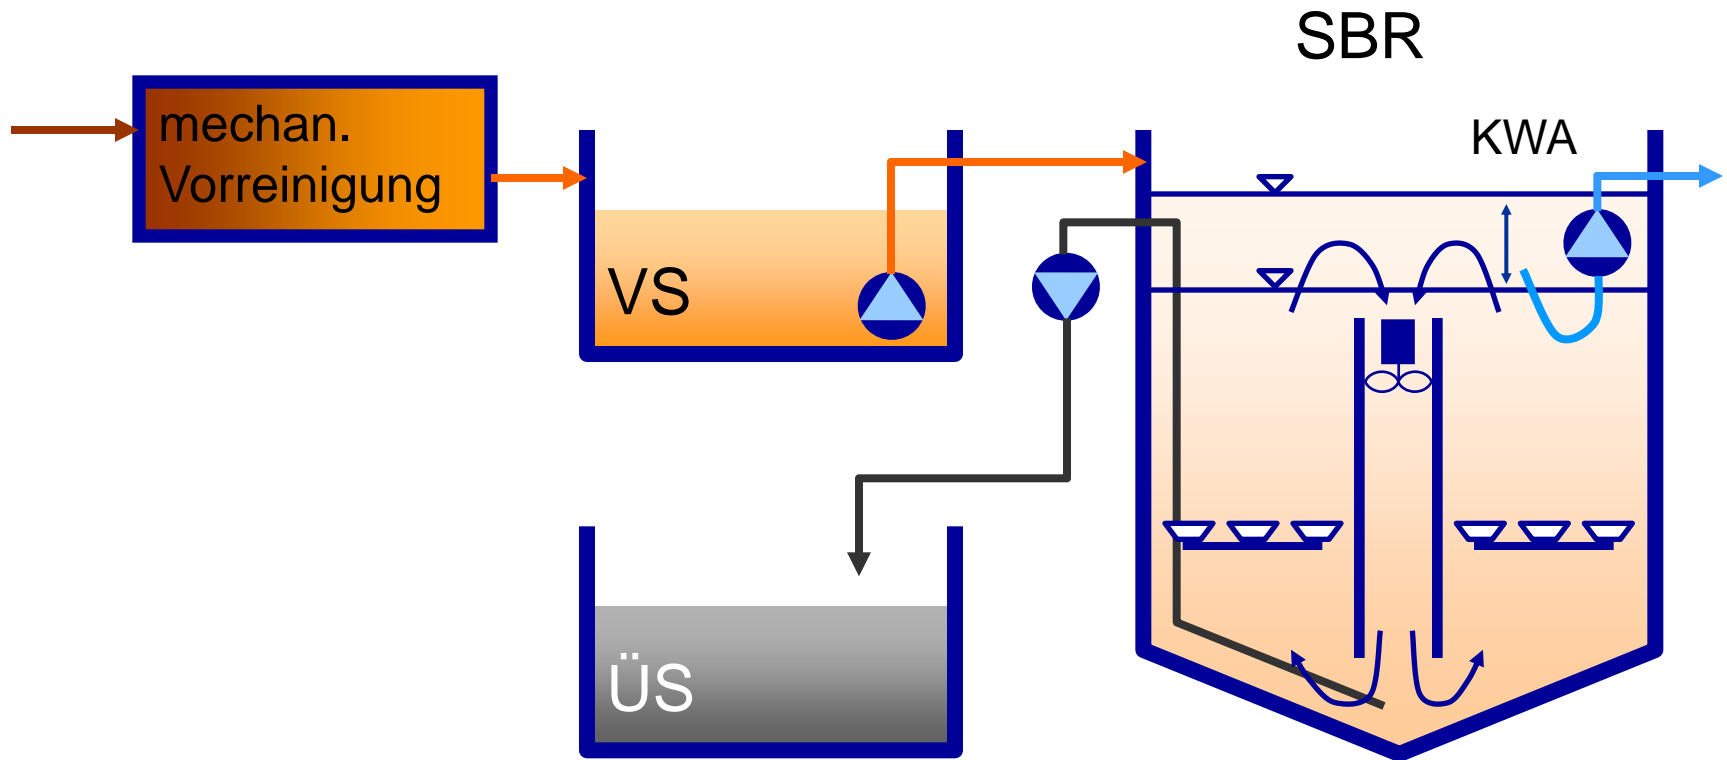 SBR
mechan.
Vorreinigung
KWA
VS
ÜS